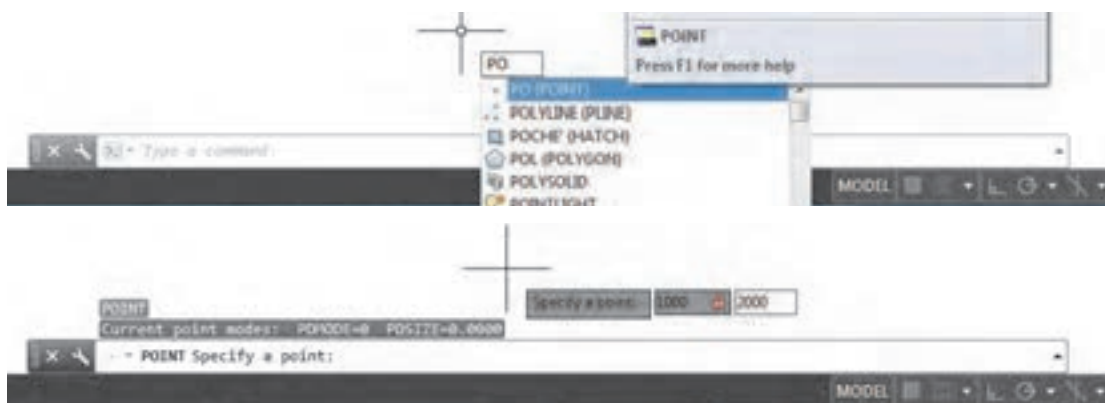 POINT
Press F1 for more help
PO
PO (POINT)
POLYLINE (PLINE)
POCHE' (HATCH)
POL (POLYGON)
POLYSOLID
POINTLIGHT
Type a command
MODEL
Specify a point: 1000 2000
POINT
Current point modes: PDMODE=0 PDSIZE=0.0000
POINT Specify a point:
MODEL